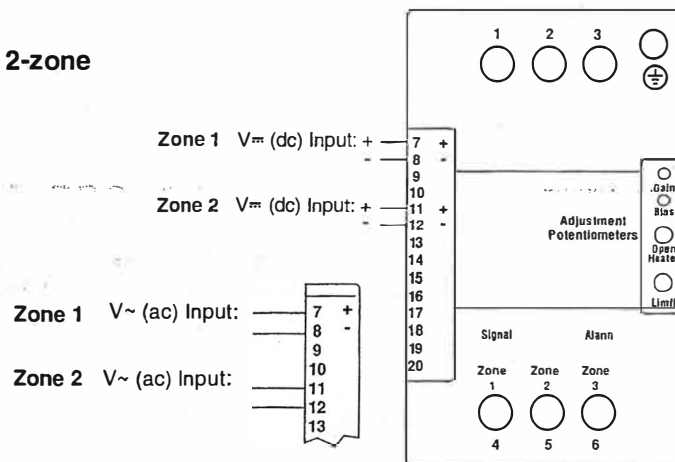 2-zone
1 2 3
Zone 1 V⎓ (dc) Input: + 7 +
- 8 -
9
10
Zone 2 V⎓ (dc) Input: + 11 +
- 12 -
13
14
15
16
17
18
19
20
Adjustment
Potentiometers
Gain
Bias
Open
Heater
Limit
Zone 1 V~ (ac) Input: 7 +
8 -
9
10
Zone 2 V~ (ac) Input: 11
12
13
Signal Alann
Zone Zone Zone
1 2 3
4 5 6